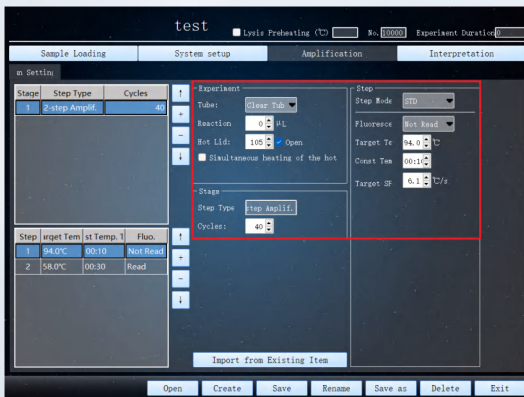 test
Lysis Preheating (℃) No. 10000 Experiment Duration 0
Sample Loading System setup Amplification Interpretation
n Settin
Stage Step Type Cycles
1 2-step Amplif. 40
↑
+
-
↓
Experiment
Tube: Clear Tub
Reaction 0 μL
Hot Lid: 105 Open
Simultaneous heating of the hot
Stage
Step Type step Amplif.
Cycles: 40
Step
Step Mode STD
Fluoresce Not Read
Target Te 94.0 ℃
Const Tem 00:10
Target SP 6.1 ℃/s
Step arget Tem st Temp. T Fluo.
1 94.0℃ 00:10 Not Read
2 58.0℃ 00:30 Read
↑
+
-
↓
Import from Existing Item
Open Create Save Rename Save as Delete Exit